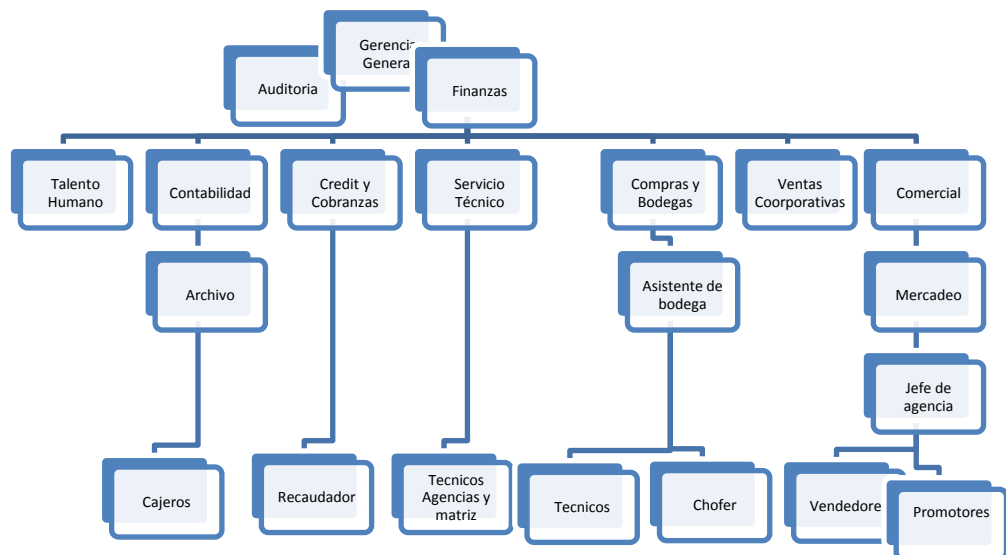 Gerencia
General
Auditoria
Finanzas
Talento
Humano
Contabilidad
Credit y
Cobranzas
Servicio
Técnico
Compras y
Bodegas
Ventas
Coorporativas
Comercial
Archivo
Asistente de
bodega
Mercadeo
Jefe de
agencia
Cajeros
Recaudador
Tecnicos
Agencias y
matriz
Tecnicos
Chofer
Vendedore
Promotores